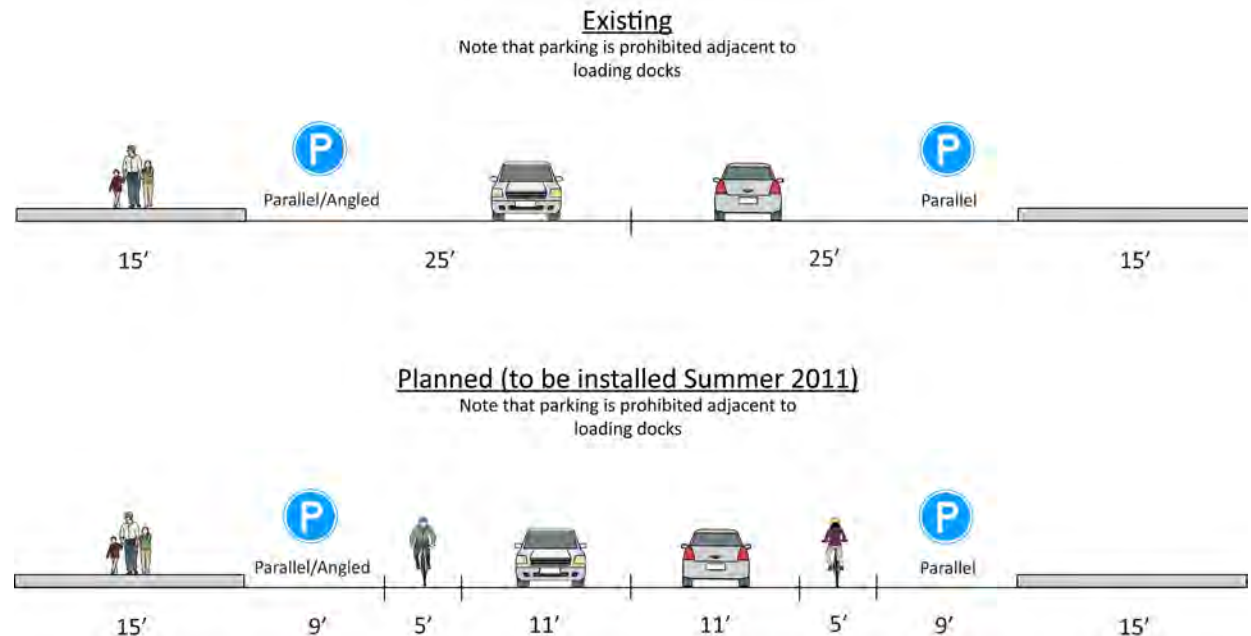 Existing
Note that parking is prohibited adjacent to
loading docks
P
P
Parallel/Angled
Parallel
15’
25’
25’
15’
Planned (to be installed Summer 2011)
Note that parking is prohibited adjacent to
loading docks
P
P
Parallel/Angled
Parallel
15’
9’
5’
11’
11’
5’
9’
15’